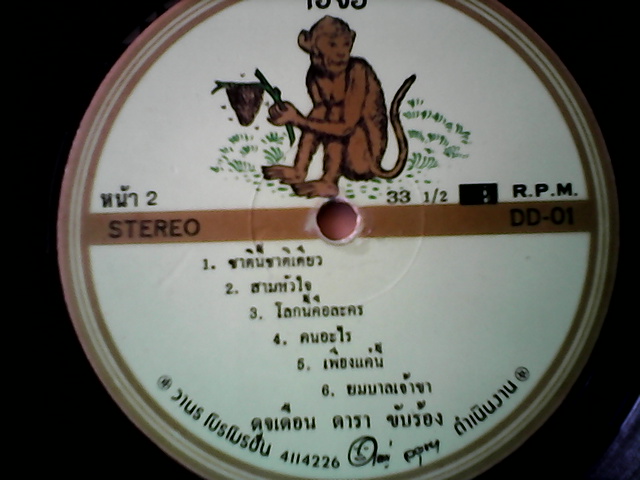 หน้า 2
33 1/2 R.P.M.
STEREO
DD-01
1. ชาตินี้ชาติเดียว
2. สามหัวใจ
3. โลกนี้คือละคร
4. คนอะไร
5. เพียงแค่นี้
6. ยมบาลเจ้าขา
ดุจเดือน ดารา ขับร้อง
วานร โปรโมชั่น 4114226 ดำเนินงาน